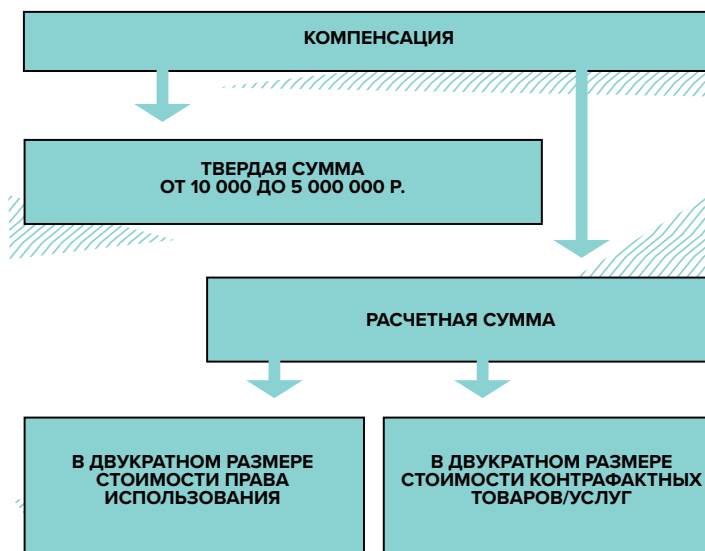 КОМПЕНСАЦИЯ
ТВЕРДАЯ СУММА
ОТ 10 000 ДО 5 000 000 Р.
РАСЧЕТНАЯ СУММА
В ДВУКРАТНОМ РАЗМЕРЕ
СТОИМОСТИ ПРАВА
ИСПОЛЬЗОВАНИЯ
В ДВУКРАТНОМ РАЗМЕРЕ
СТОИМОСТИ КОНТРАФАКТНЫХ
ТОВАРОВ/УСЛУГ